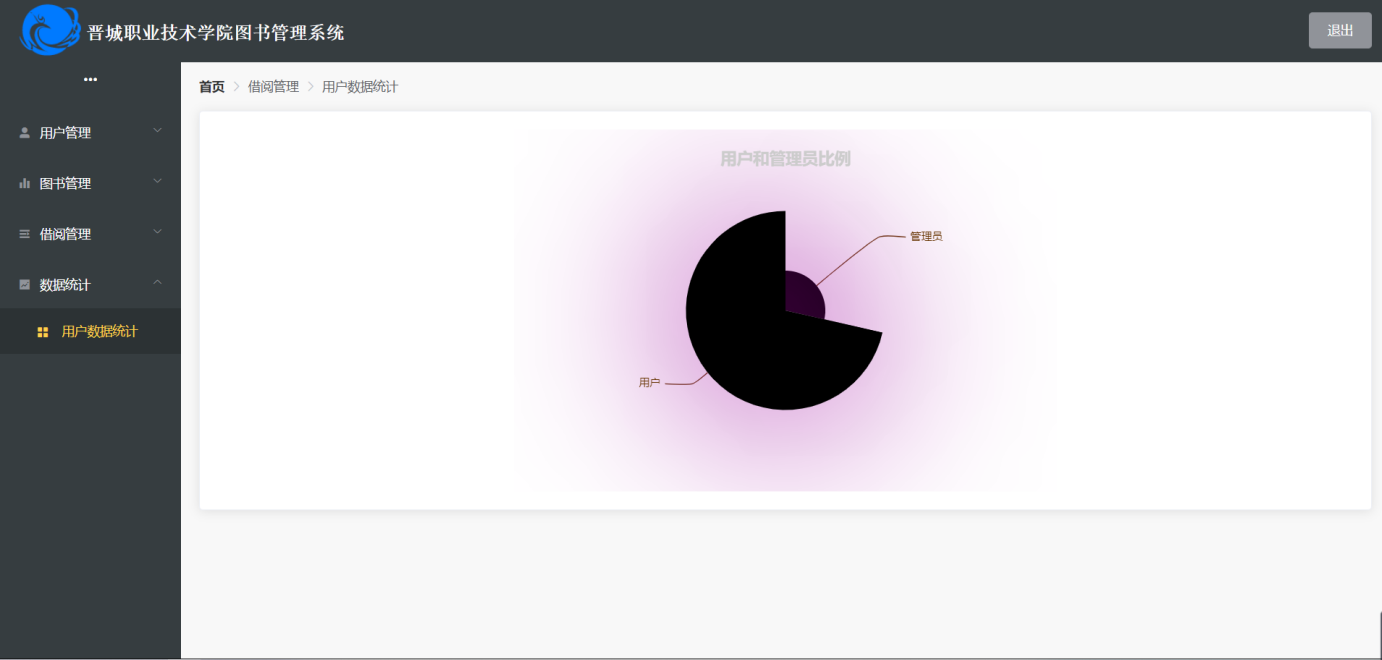 晋城职业技术学院图书管理系统
退出
首页 > 借阅管理 > 用户数据统计
用户管理
图书管理
借阅管理
数据统计
用户数据统计
用户和管理员比例
管理员
用户